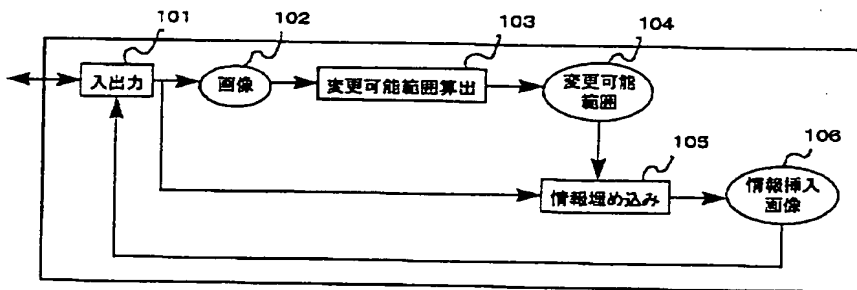 101
102
103
104
入出力
画像
変更可能範囲算出
変更可能
範囲
105
106
情報埋め込み
情報挿入
画像